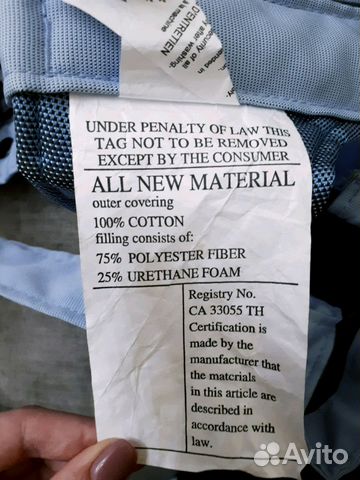 D'ENTRETIEN
UNDER PENALTY OF LAW THIS
TAG NOT TO BE REMOVED
EXCEPT BY THE CONSUMER
ALL NEW MATERIAL
outer covering
100% COTTON
filling consists of:
75% POLYESTER FIBER
25% URETHANE FOAM
Registry No.
CA 33055 TH
Certification is
made by the
manufacturer that
the materials
in this article are
described in
accordance with
law.
Avito